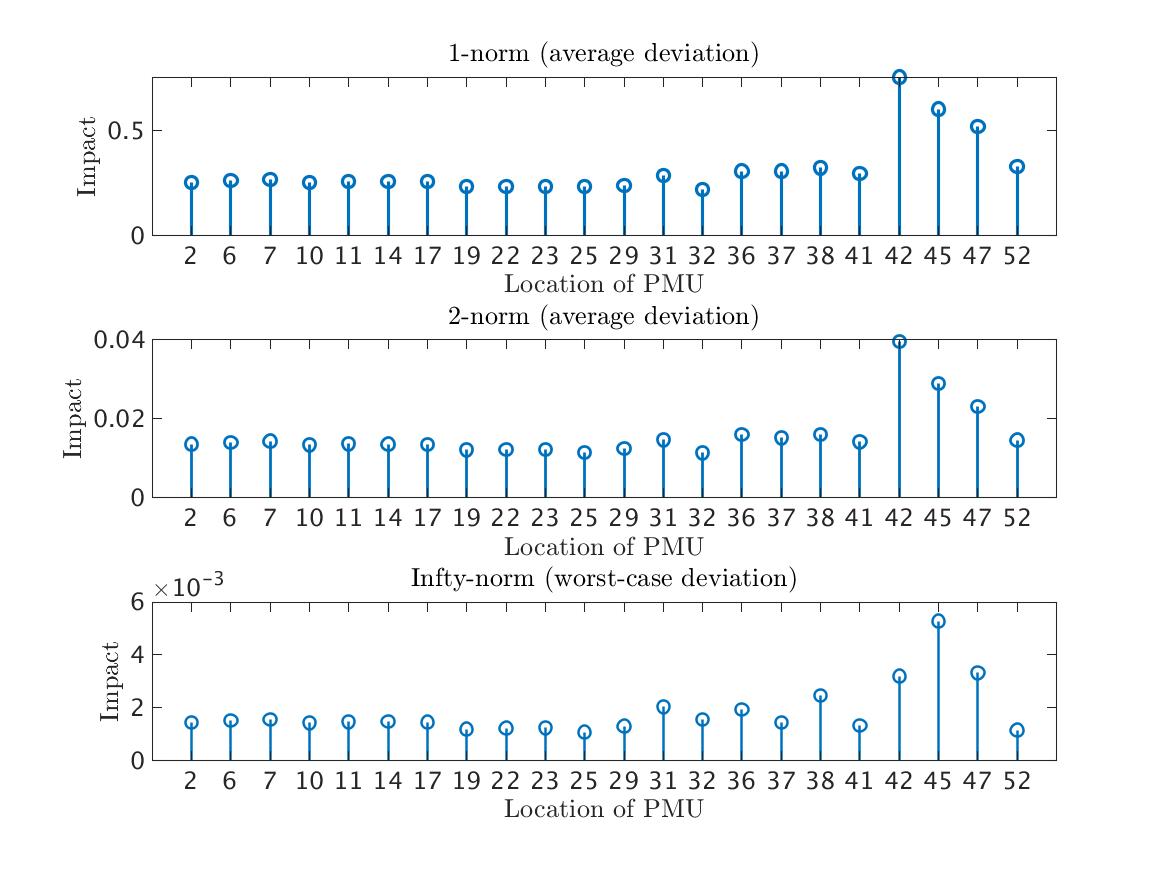 1-norm (average deviation)
Impact
0.5
0
2 6 7 10 11 14 17 19 22 23 25 29 31 32 36 37 38 41 42 45 47 52
Location of PMU
2-norm (average deviation)
Impact
0.04
0.02
0
2 6 7 10 11 14 17 19 22 23 25 29 31 32 36 37 38 41 42 45 47 52
Location of PMU
Infty-norm (worst-case deviation)
×10⁻³
Impact
6
4
2
0
2 6 7 10 11 14 17 19 22 23 25 29 31 32 36 37 38 41 42 45 47 52
Location of PMU